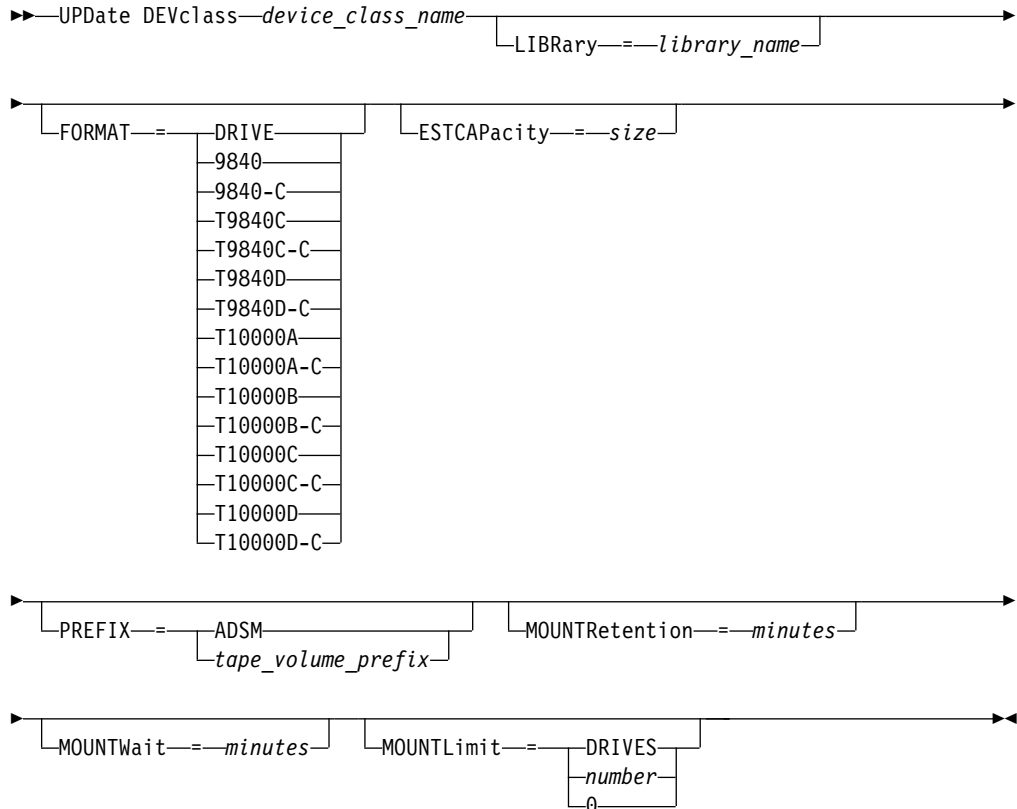 UPDate DEVclass device_class_name
LIBRary = library_name
FORMAT = DRIVE ESTCAPacity = size
9840
9840-C
T9840C
T9840C-C
T9840D
T9840D-C
T10000A
T10000A-C
T10000B
T10000B-C
T10000C
T10000C-C
T10000D
T10000D-C
PREFIX = ADSM MOUNTRetention = minutes
tape_volume_prefix
MOUNTWait = minutes MOUNTLimit = DRIVES
number
0